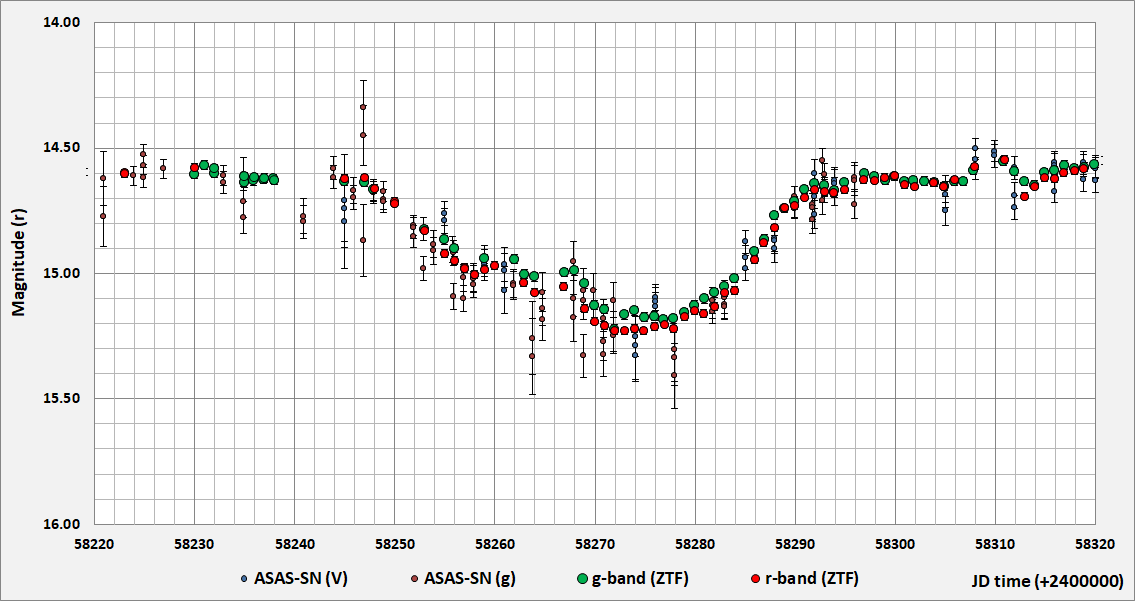 14.00
14.50
15.00
15.50
16.00
Magnitude (r)
58220 58230 58240 58250 58260 58270 58280 58290 58300 58310 58320
ASAS-SN (V) ASAS-SN (g) g-band (ZTF) r-band (ZTF) JD time (+2400000)